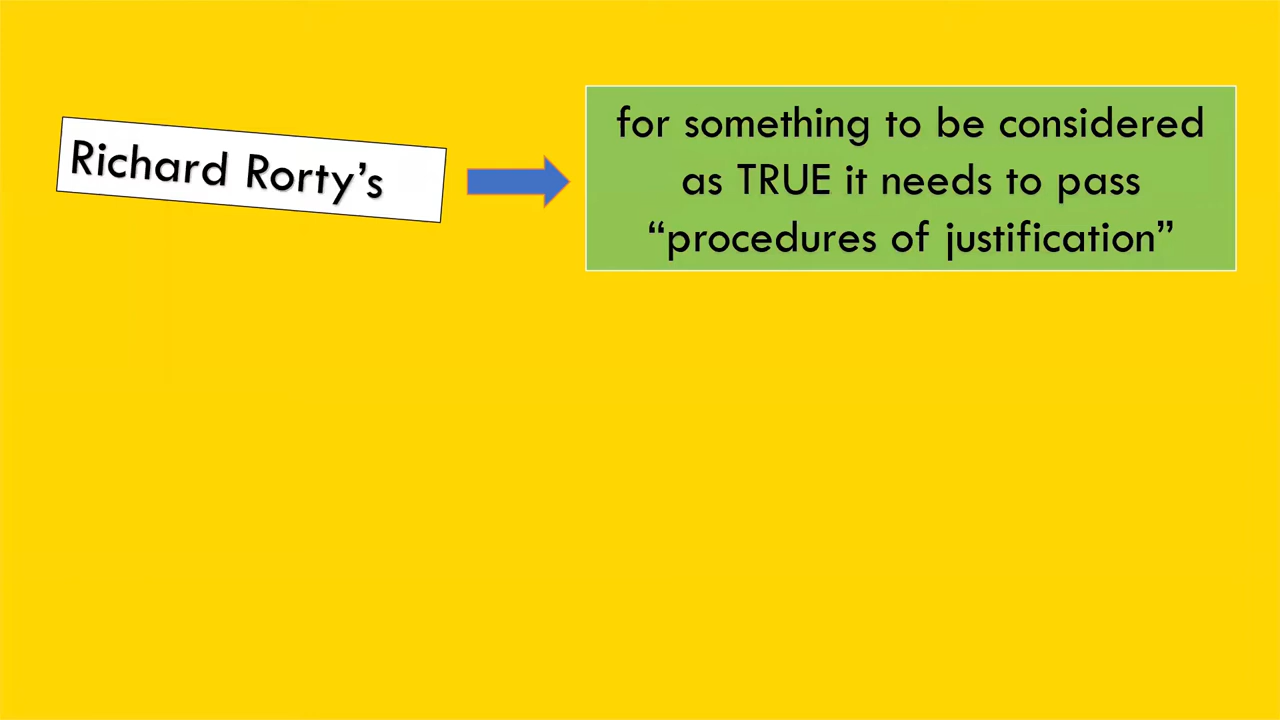 Richard Rorty’s
for something to be considered
as TRUE it needs to pass
“procedures of justification”